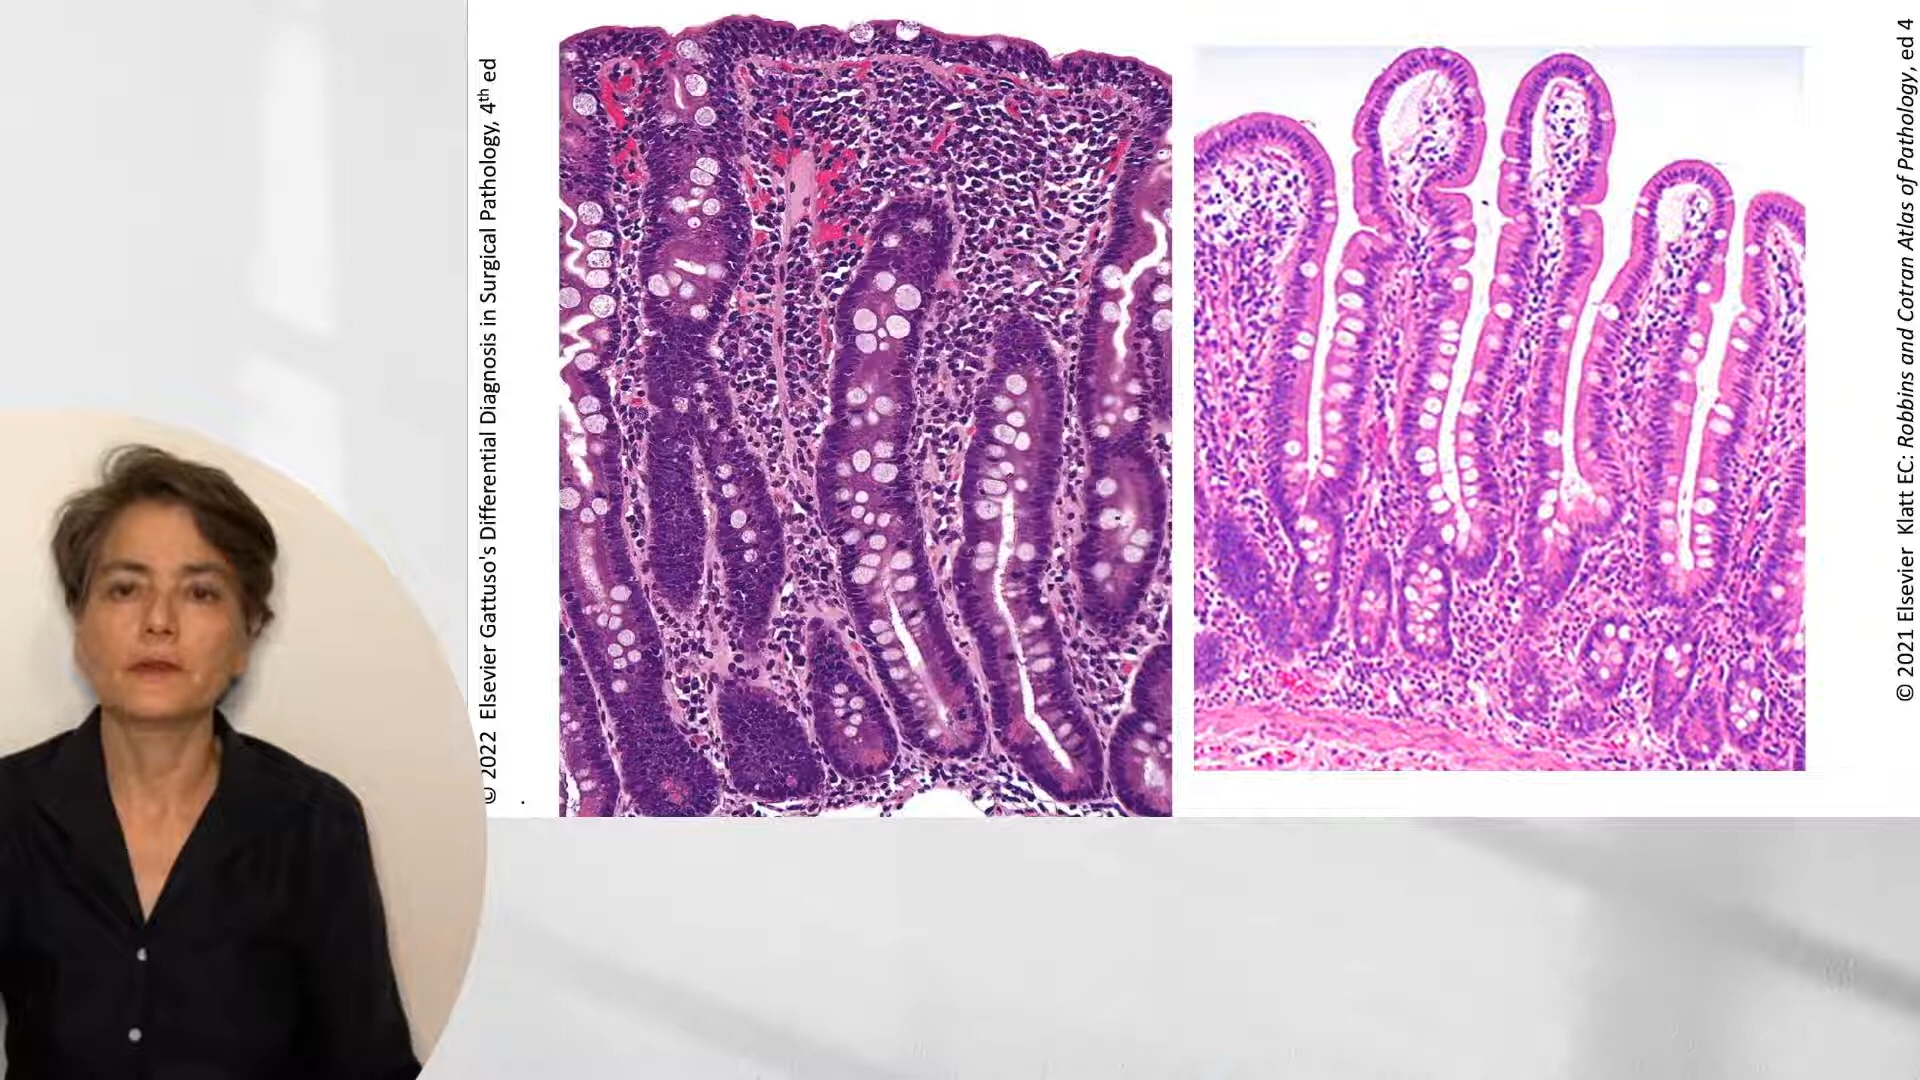 © 2022 Elsevier Gattuso's Differential Diagnosis in Surgical Pathology, 4th ed
.
© 2021 Elsevier Klatt EC: Robbins and Cotran Atlas of Pathology, ed 4